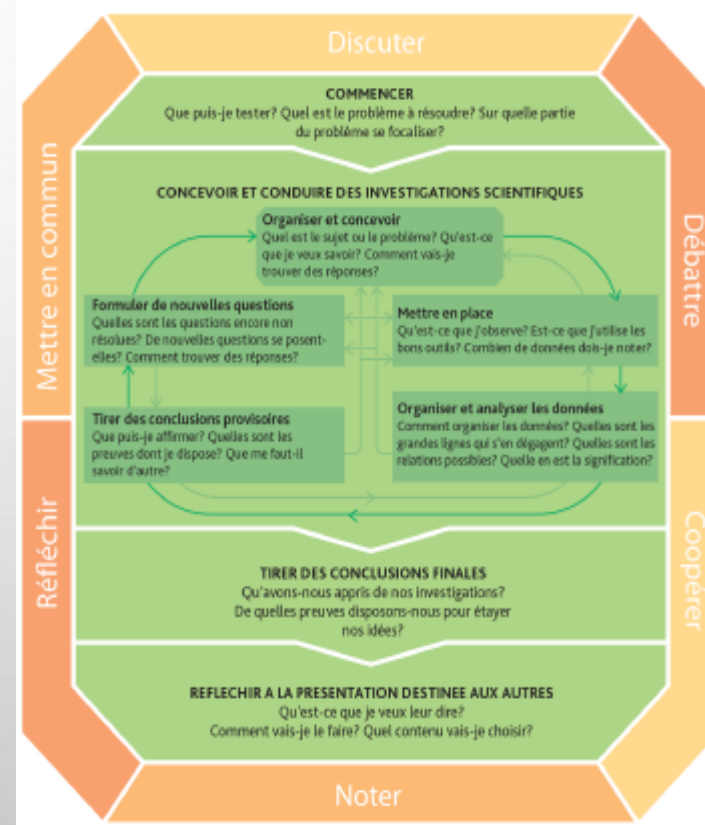 Discuter
COMMENCER
Que puis-je tester? Quel est le problème à résoudre? Sur quelle partie
du problème se focaliser?
Mettre en commun
Débattre
CONCEVOIR ET CONDUIRE DES INVESTIGATIONS SCIENTIFIQUES
Organiser et concevoir
Quel est le sujet ou le problème? Qu'est-ce
que je veux savoir? Comment vais-je
trouver des réponses?
Formuler de nouvelles questions
Quelles sont les questions encore non
résolues? De nouvelles questions se posent-
elles? Comment trouver des réponses?
Mettre en place
Qu'est-ce que j'observe? Est-ce que j'utilise les
bons outils? Combien de données dois-je noter?
Tirer des conclusions provisoires
Que puis-je affirmer? Quelles sont les
preuves dont je dispose? Que me faut-il
savoir d'autre?
Organiser et analyser les données
Comment organiser les données? Quelles sont les
grandes lignes qui s'en dégagent? Quelles sont les
relations possibles? Quelle en est la signification?
Réfléchir
Coopérer
TIRER DES CONCLUSIONS FINALES
Qu'avons-nous appris de nos investigations?
De quelles preuves disposons-nous pour étayer
nos idées?
REFLECHIR A LA PRESENTATION DESTINEE AUX AUTRES
Qu'est-ce que je veux leur dire?
Comment vais-je le faire? Quel contenu vais-je choisir?
Noter